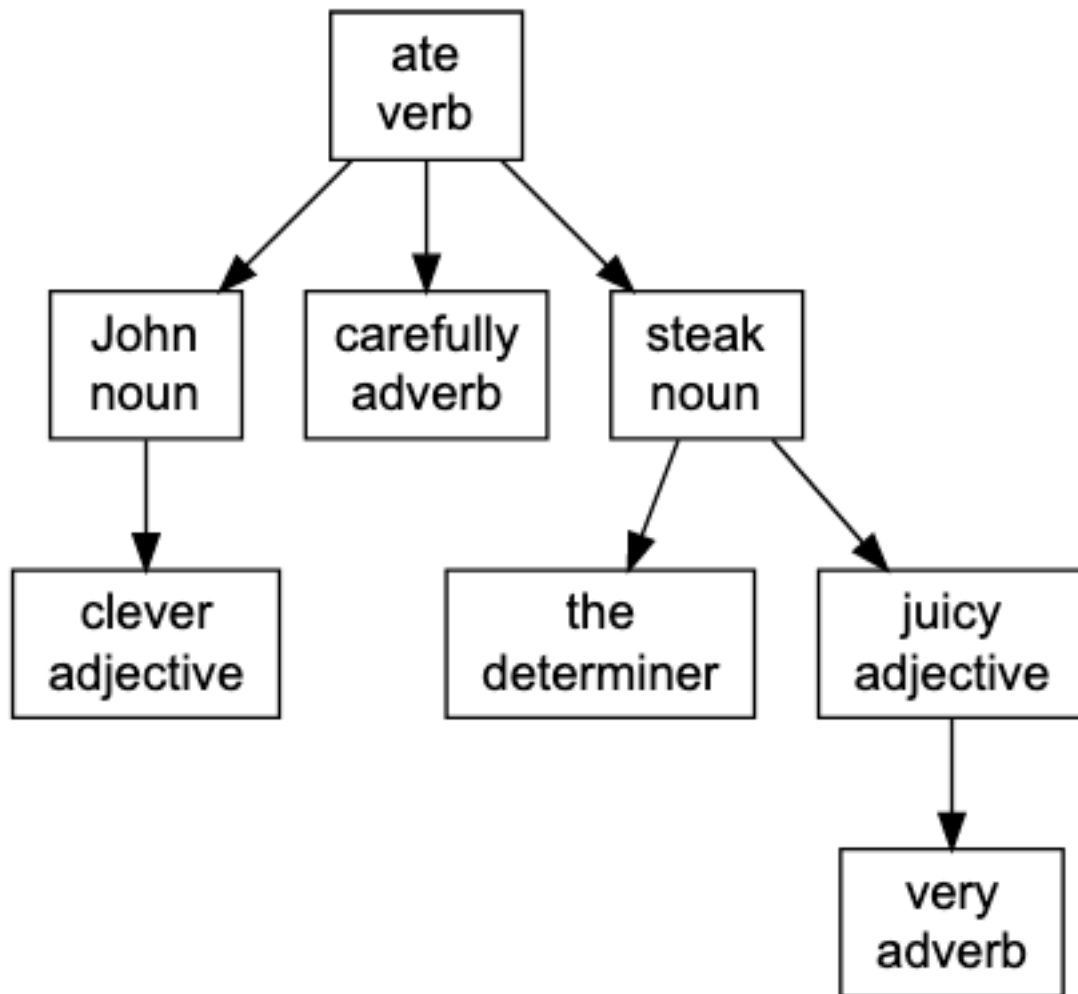 ate
verb
John
noun
carefully
adverb
steak
noun
clever
adjective
the
determiner
juicy
adjective
very
adverb